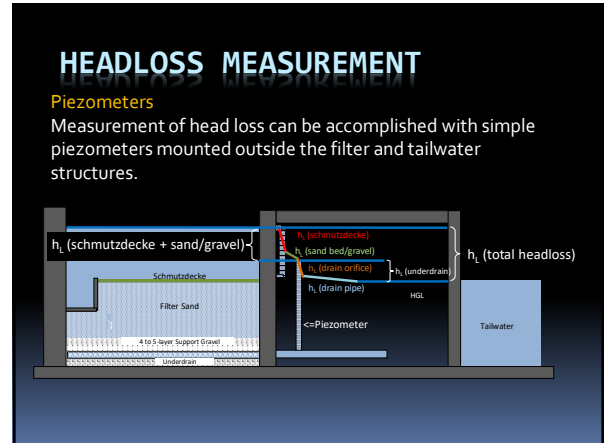 HEADLOSS MEASUREMENT
Piezometers
Measurement of head loss can be accomplished with simple
piezometers mounted outside the filter and tailwater
structures.
hL (schmutzdecke + sand/gravel)
hL (schmutzdecke)
hL (sand bed/gravel)
hL (drain orifice)
hL (underdrain)
hL (drain pipe)
hL (total headloss)
HGL
Schmutzdecke
Filter Sand
<=Piezometer
Tailwater
4 to 5-layer Support Gravel
Underdrain